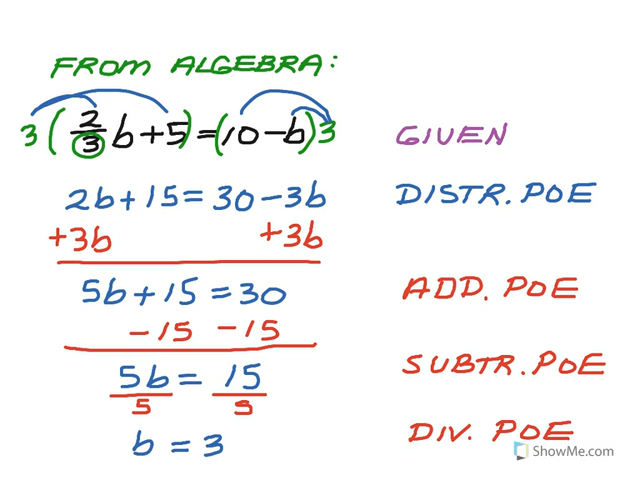 FROM ALGEBRA:
3(2/3 b+5)=(10-b)3 GIVEN
2b+15=30-3b DISTR. POE
+3b +3b
5b+15=30 ADD. POE
-15 -15
5b = 15 SUBTR. POE
5 5
b = 3 DIV. POE
ShowMe.com